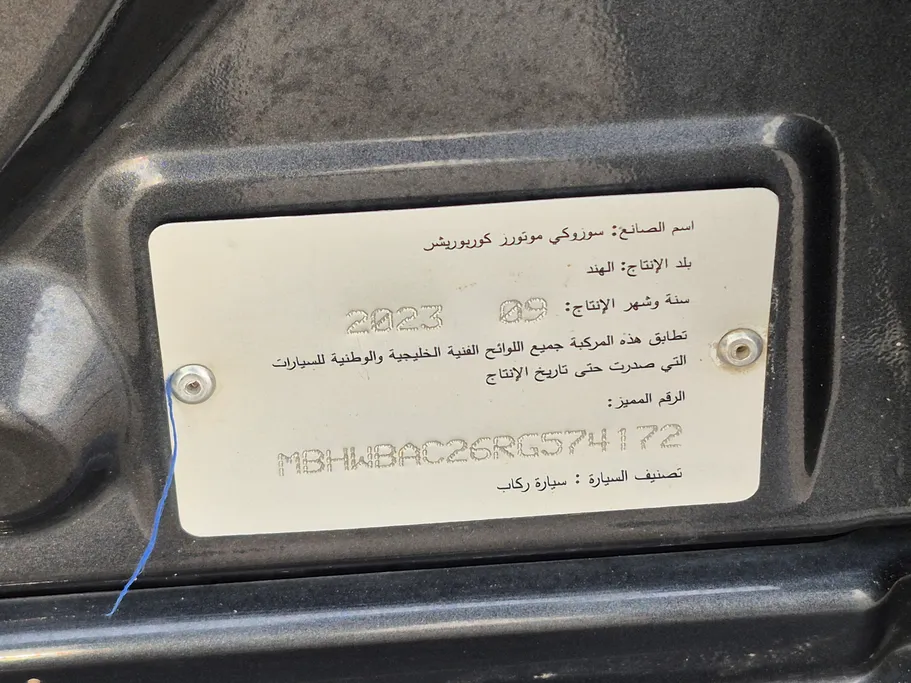 اسم الصانع: سوزوكي موتورز كوربوريشر
بلد الإنتاج: الهند
سنة وشهر الإنتاج: 09 2023
تطابق هذه المركبة جميع اللوائح الفنية الخليجية والوطنية للسيارات
التي صدرت حتى تاريخ الإنتاج
الرقم المميز:
MBHWBAC26RG574172
تصنيف السيارة : سيارة ركاب